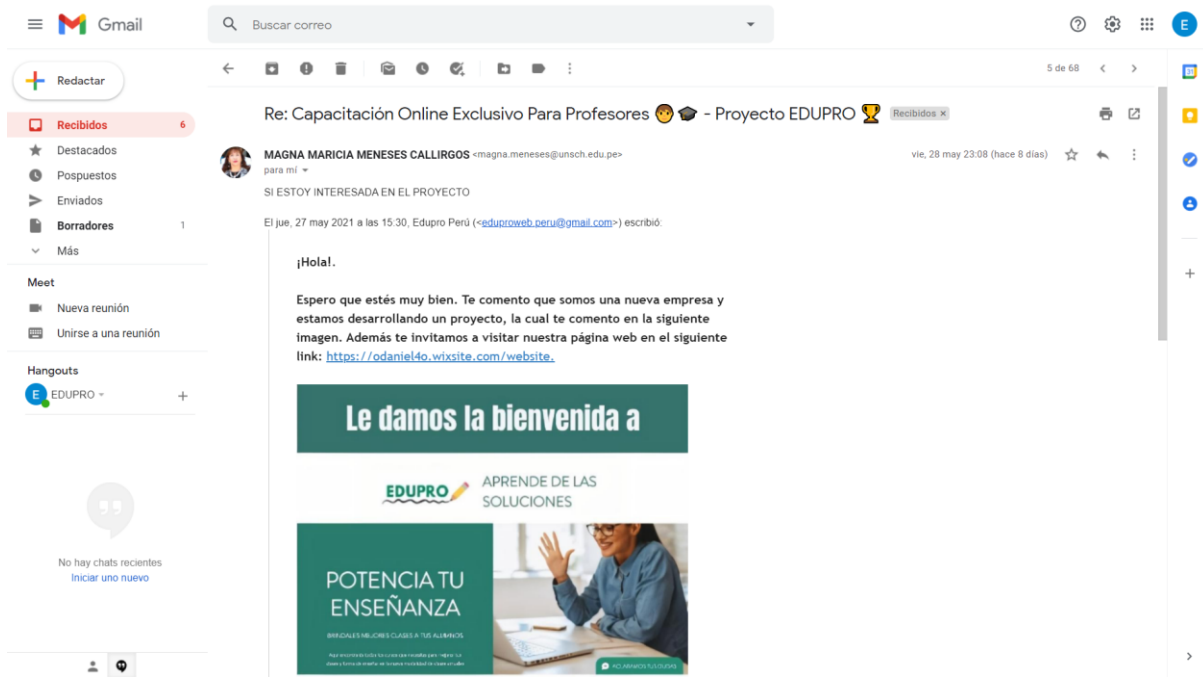 Gmail
Buscar correo
E
Redactar
5 de 68
31
Recibidos 6
Destacados
Pospuestos
Enviados
Borradores 1
Más
Meet
Nueva reunión
Unirse a una reunión
Hangouts
E EDUPRO
No hay chats recientes
Iniciar uno nuevo
Re: Capacitación Online Exclusivo Para Profesores 🧑🎓 - Proyecto EDUPRO 🏆 Recibidos ×
MAGNA MARICIA MENESES CALLIRGOS <magna.meneses@unsch.edu.pe> vie, 28 may 23:08 (hace 8 días)
para mí
SI ESTOY INTERESADA EN EL PROYECTO
El jue, 27 may 2021 a las 15:30, Edupro Perú (<eduproweb.peru@gmail.com>) escribió:
¡Hola!.
Espero que estés muy bien. Te comento que somos una nueva empresa y
estamos desarrollando un proyecto, la cual te comento en la siguiente
imagen. Además te invitamos a visitar nuestra página web en el siguiente
link: https://odaniel4o.wixsite.com/website.
Le damos la bienvenida a
EDUPRO
APRENDE DE LAS
SOLUCIONES
POTENCIA TU
ENSEÑANZA
BRINDALES MEJORES CLASES A TUS ALUMNOS